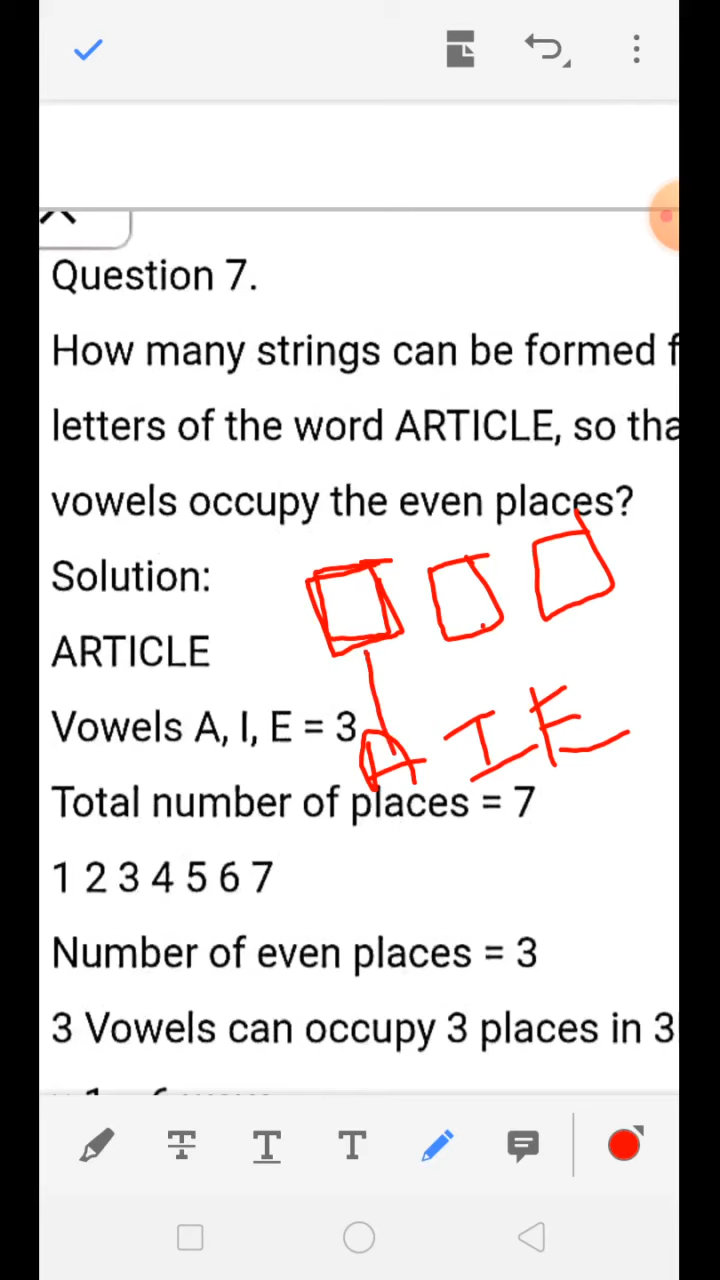 Question 7.
How many strings can be formed f
letters of the word ARTICLE, so tha
vowels occupy the even places?
Solution:
ARTICLE
Vowels A, I, E = 3
A I E
Total number of places = 7
1 2 3 4 5 6 7
Number of even places = 3
3 Vowels can occupy 3 places in 3